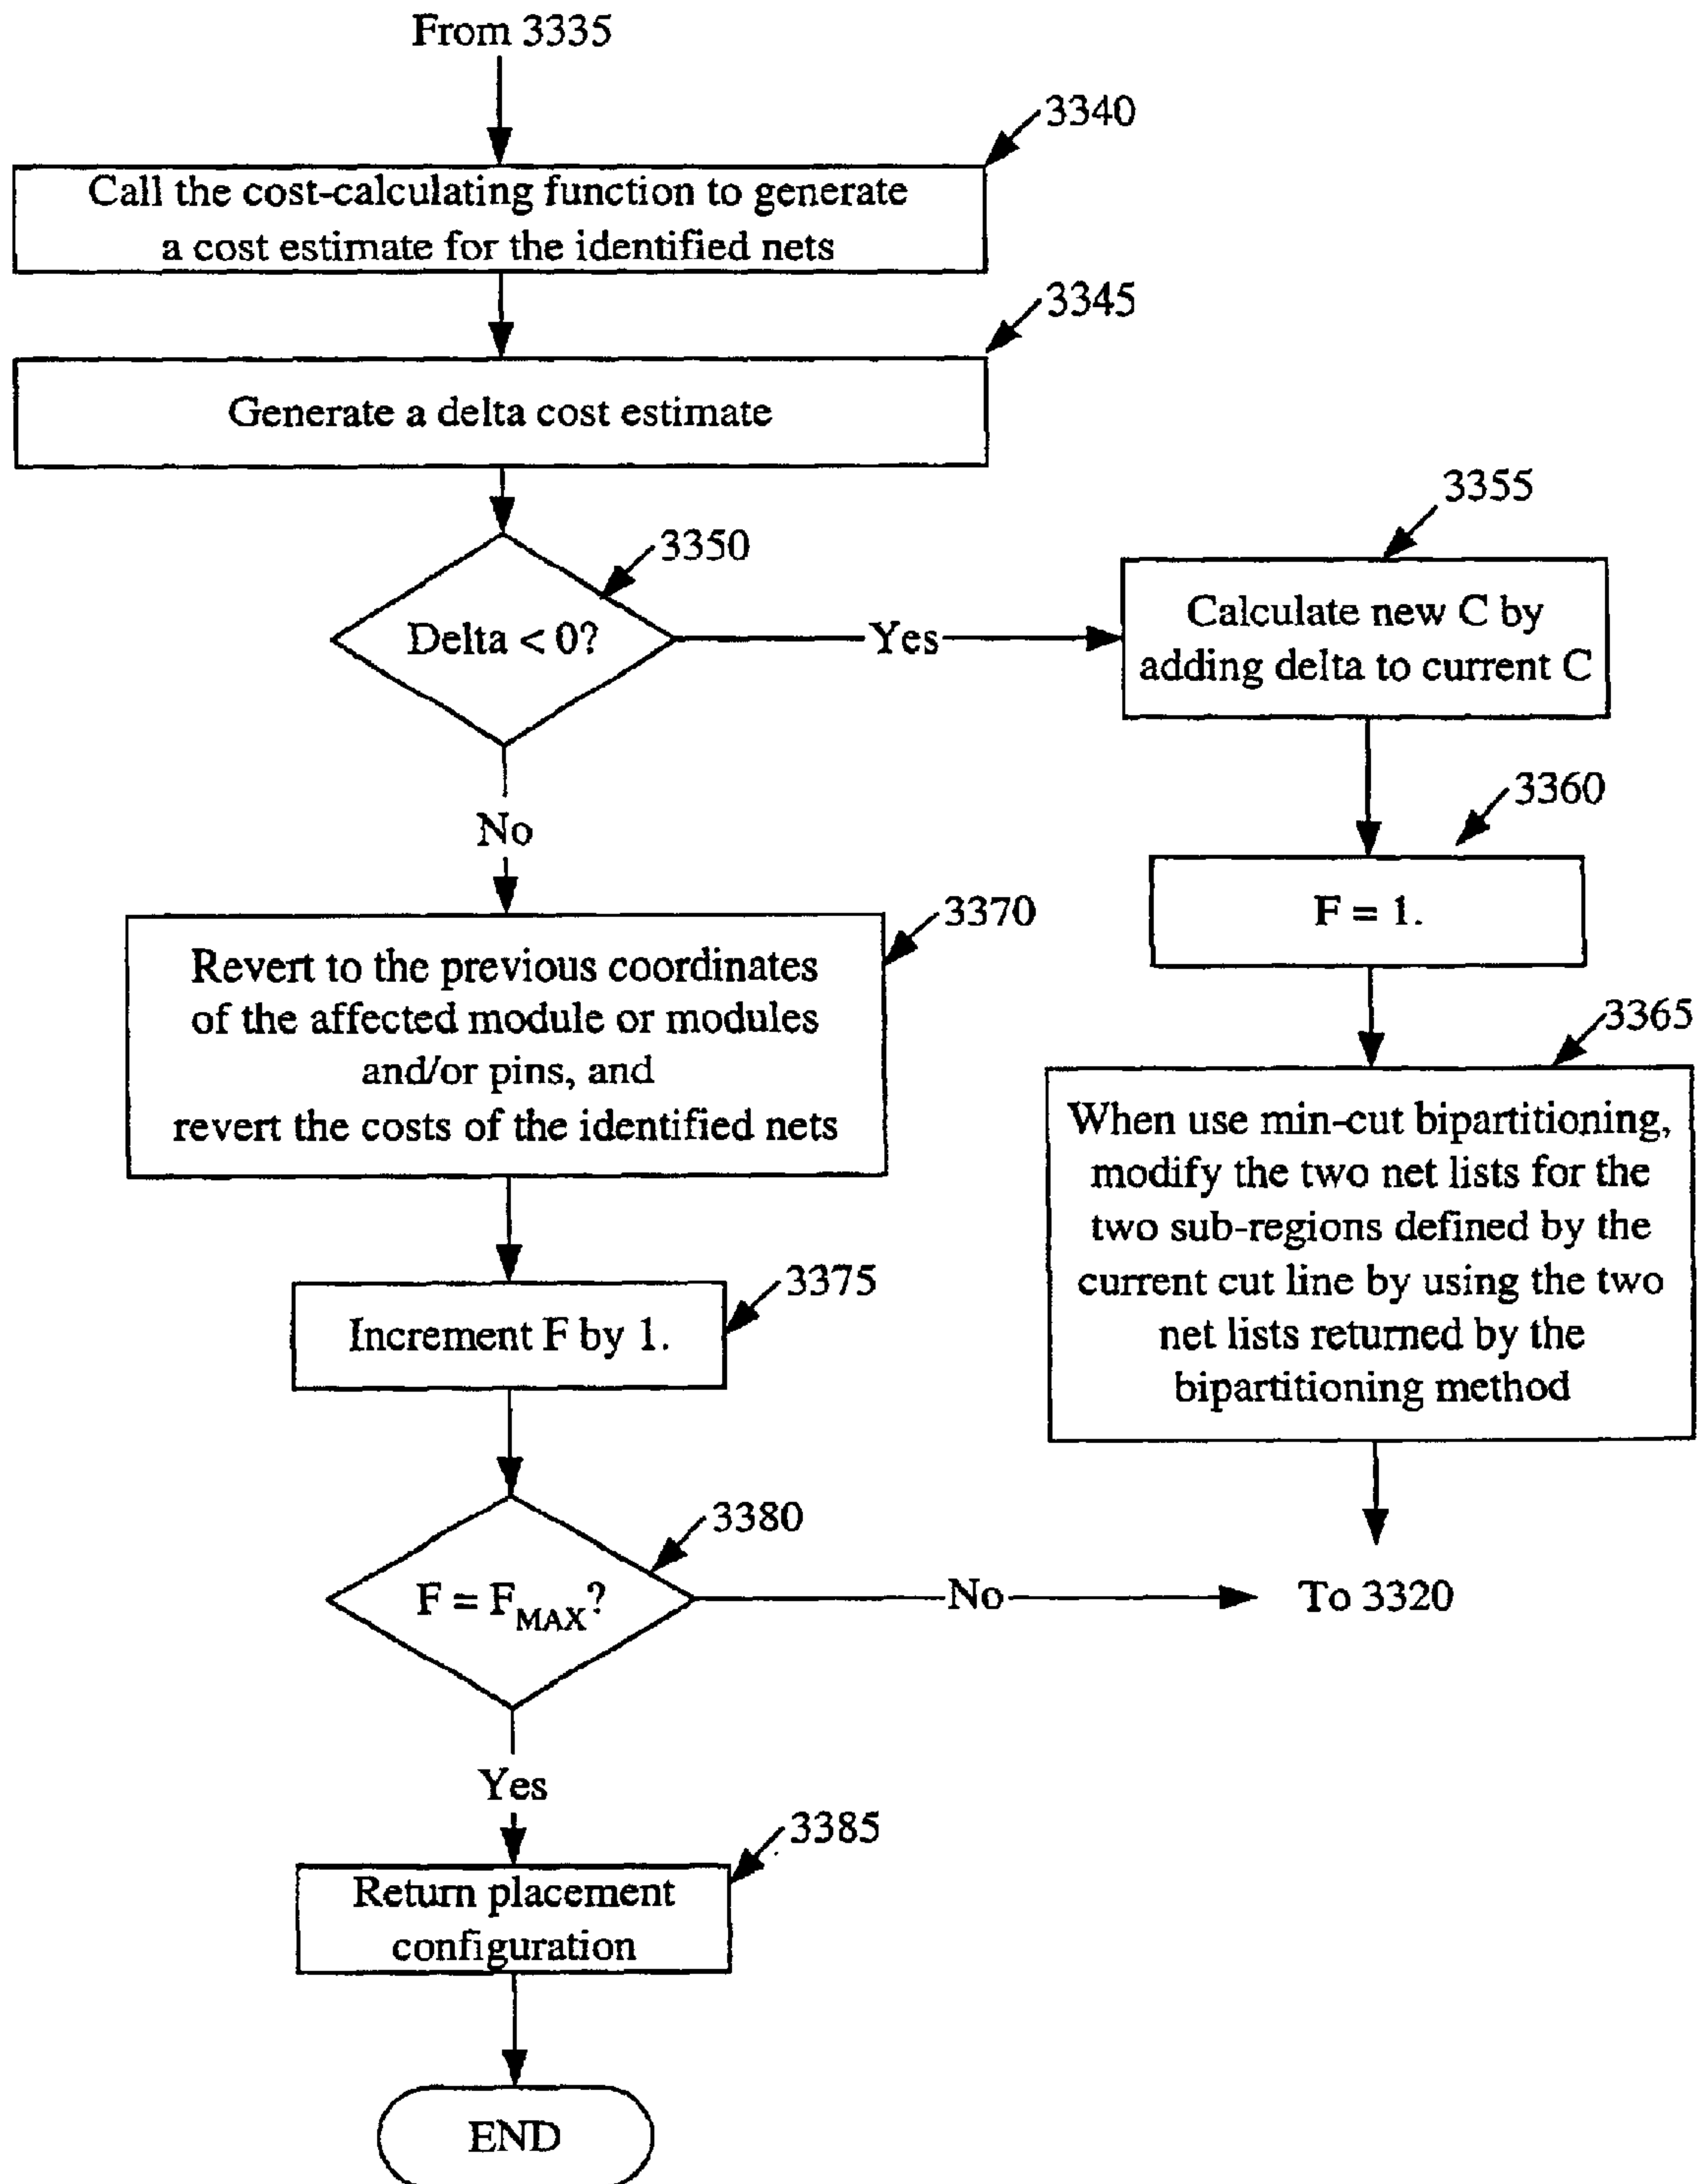 From 3335
3340
Call the cost-calculating function to generate
a cost estimate for the identified nets
3345
Generate a delta cost estimate
3350
Delta < 0?
Yes
3355
Calculate new C by
adding delta to current C
3360
F = 1.
3365
When use min-cut bipartitioning,
modify the two net lists for the
two sub-regions defined by the
current cut line by using the two
net lists returned by the
bipartitioning method
No
3370
Revert to the previous coordinates
of the affected module or modules
and/or pins, and
revert the costs of the identified nets
3375
Increment F by 1.
3380
F = FMAX?
No
To 3320
Yes
3385
Return placement
configuration
END